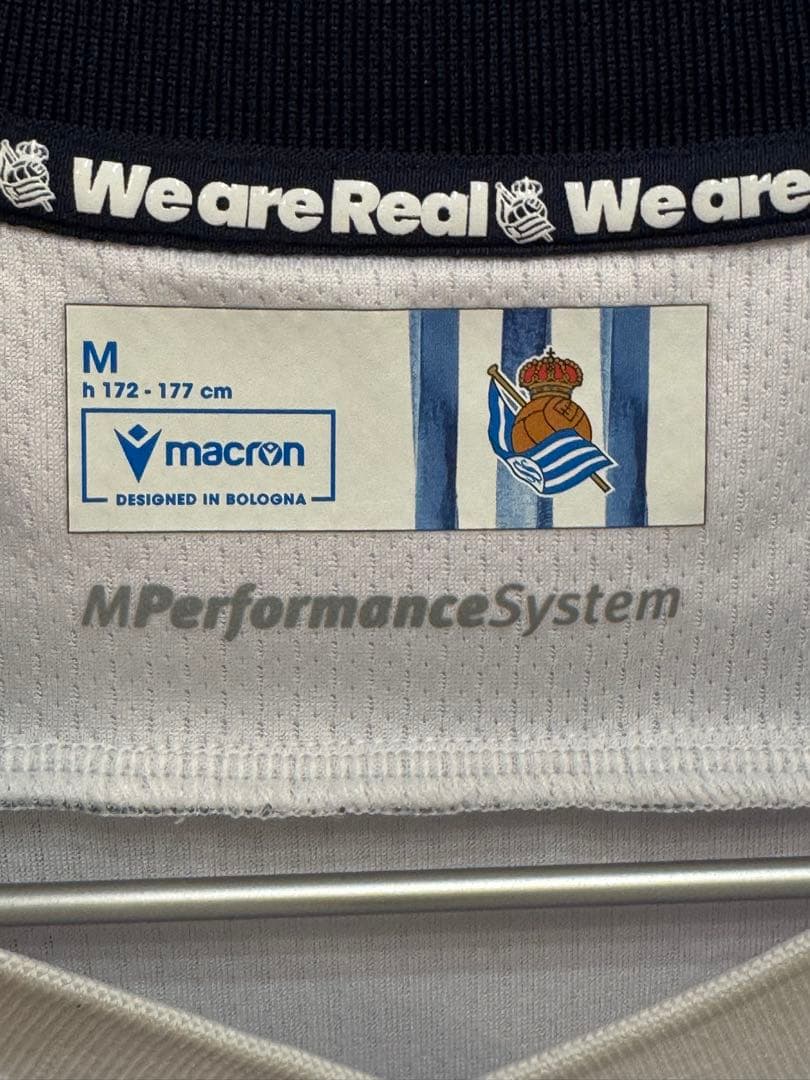 We are Real We are
M
h 172 - 177 cm
macron
DESIGNED IN BOLOGNA
MPerformanceSystem